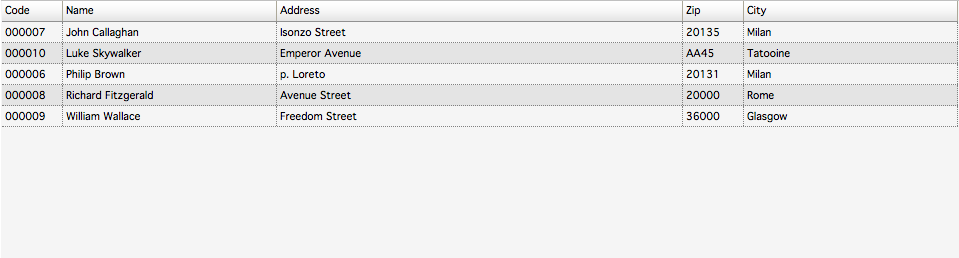 Code Name Address Zip City
000007 John Callaghan Isonzo Street 20135 Milan
000010 Luke Skywalker Emperor Avenue AA45 Tatooine
000006 Philip Brown p. Loreto 20131 Milan
000008 Richard Fitzgerald Avenue Street 20000 Rome
000009 William Wallace Freedom Street 36000 Glasgow